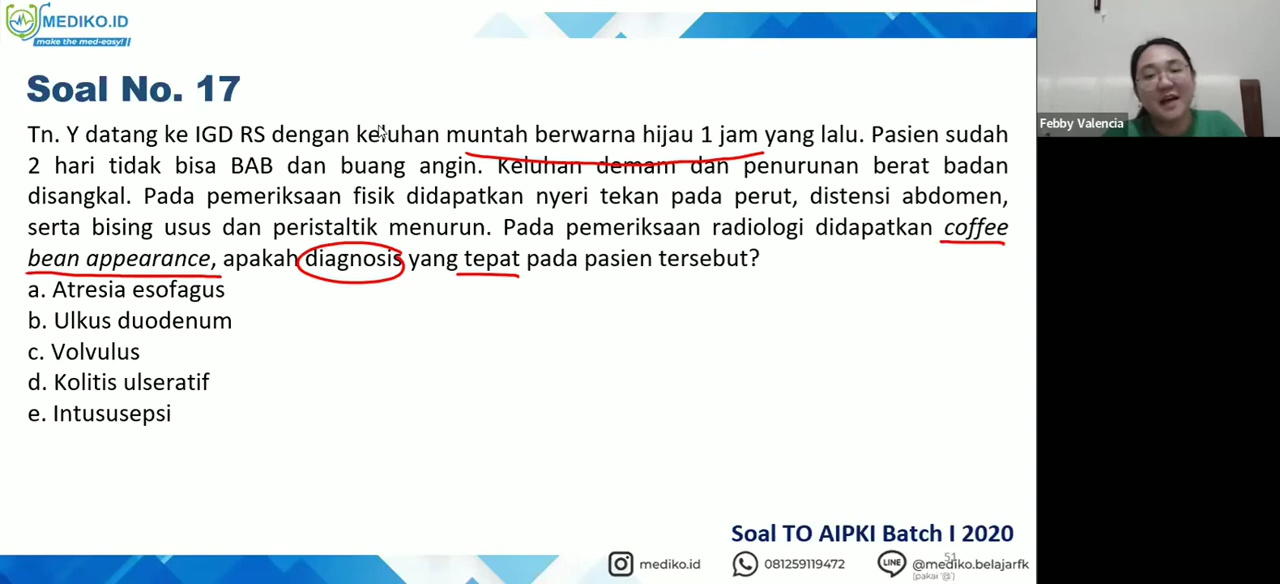 MEDIKO.ID
make the med-easy!
Soal No. 17
Tn. Y datang ke IGD RS dengan keluhan muntah berwarna hijau 1 jam yang lalu. Pasien sudah
2 hari tidak bisa BAB dan buang angin. Keluhan demam dan penurunan berat badan
disangkal. Pada pemeriksaan fisik didapatkan nyeri tekan pada perut, distensi abdomen,
serta bising usus dan peristaltik menurun. Pada pemeriksaan radiologi didapatkan coffee
bean appearance, apakah diagnosis yang tepat pada pasien tersebut?
a. Atresia esofagus
b. Ulkus duodenum
c. Volvulus
d. Kolitis ulseratif
e. Intususepsi
Febby Valencia
Soal TO AIPKI Batch I 2020
51
mediko.id
081259119472
LINE
@mediko.belajarfk
(pakai '@')